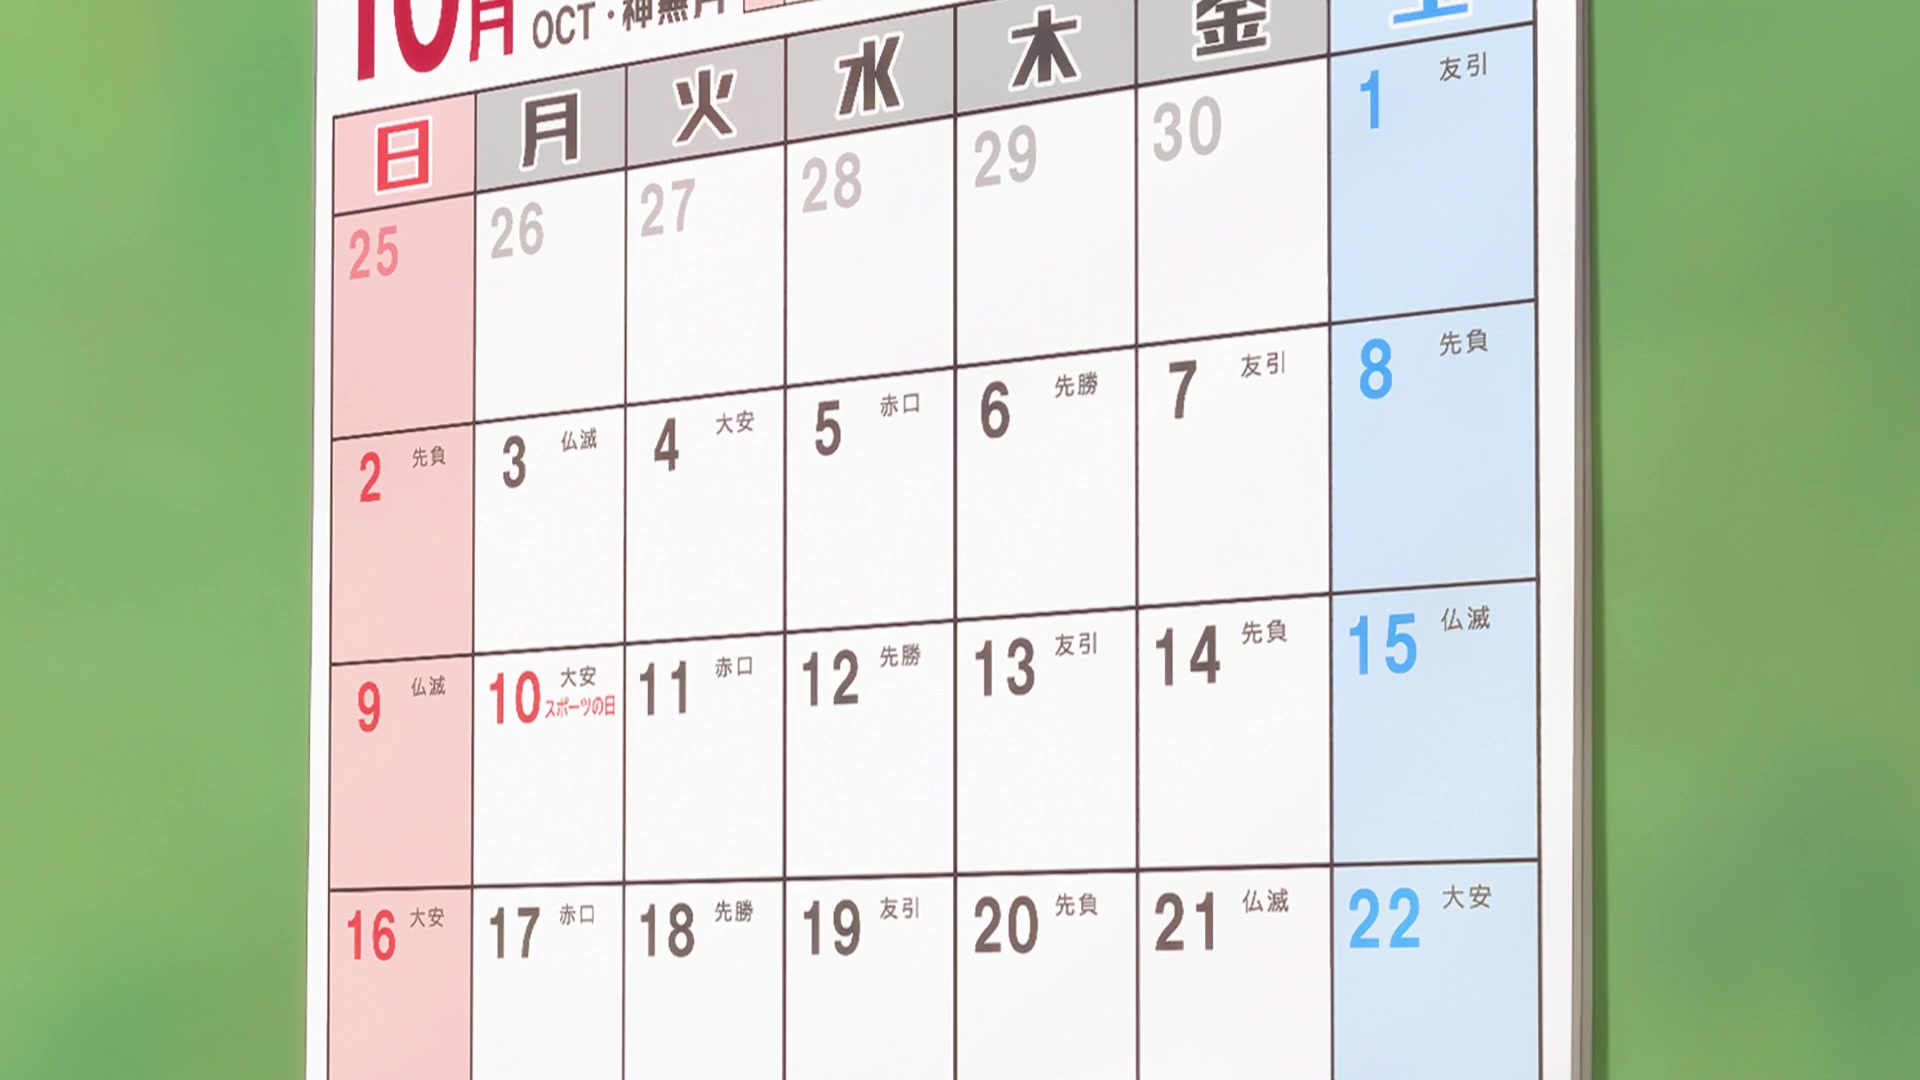 10月 OCT・神無月
日 月 火 水 木 金 土
25 26 27 28 29 30 1 友引
2 先負 3 仏滅 4 大安 5 赤口 6 先勝 7 友引 8 先負
9 仏滅 10 大安 スポーツの日 11 赤口 12 先勝 13 友引 14 先負 15 仏滅
16 大安 17 赤口 18 先勝 19 友引 20 先負 21 仏滅 22 大安